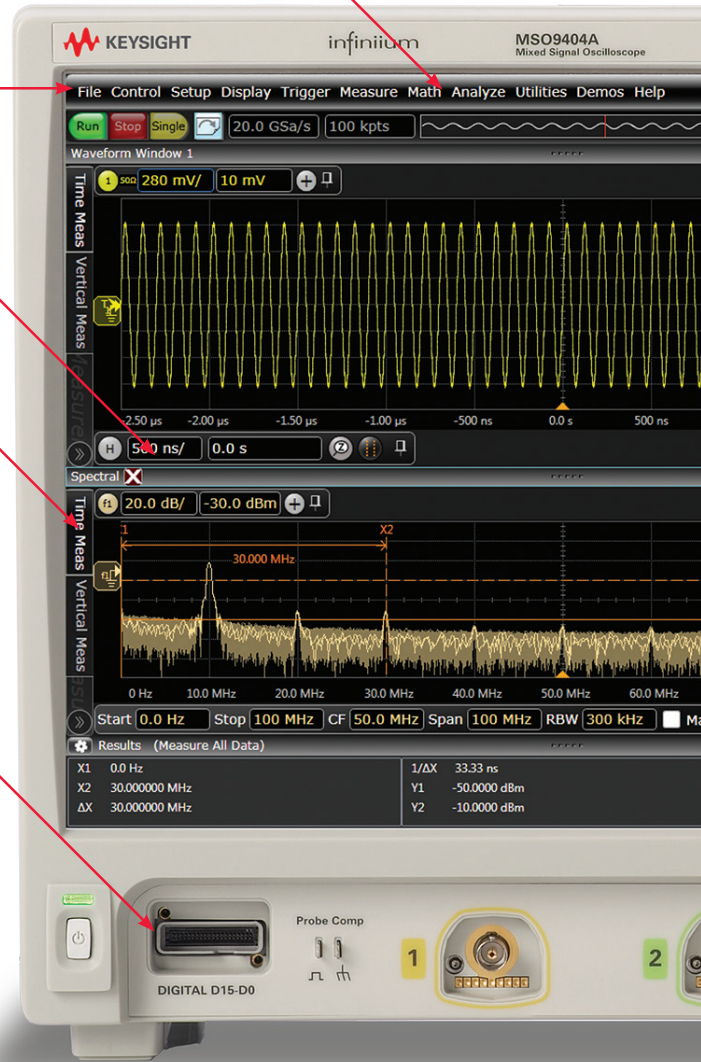 KEYSIGHT infiniium MSO9404A
Mixed Signal Oscilloscope
File Control Setup Display Trigger Measure Math Analyze Utilities Demos Help
Run Stop Single 20.0 GSa/s 100 kpts
Waveform Window 1
1 50Ω 280 mV/ 10 mV
Time Meas
Vertical Meas
-2.50 µs -2.00 µs -1.50 µs -1.00 µs -500 ns 0.0 s 500 ns
H 500 ns/ 0.0 s
Spectral
f1 20.0 dB/ -30.0 dBm
Time Meas
Vertical Meas
1 X2
30.000 MHz
0 Hz 10.0 MHz 20.0 MHz 30.0 MHz 40.0 MHz 50.0 MHz 60.0 MHz
Start 0.0 Hz Stop 100 MHz CF 50.0 MHz Span 100 MHz RBW 300 kHz Ma
Results (Measure All Data)
X1 0.0 Hz 1/ΔX 33.33 ns
X2 30.000000 MHz Y1 -50.0000 dBm
ΔX 30.000000 MHz Y2 -10.0000 dBm
Probe Comp
1 2
DIGITAL D15-D0